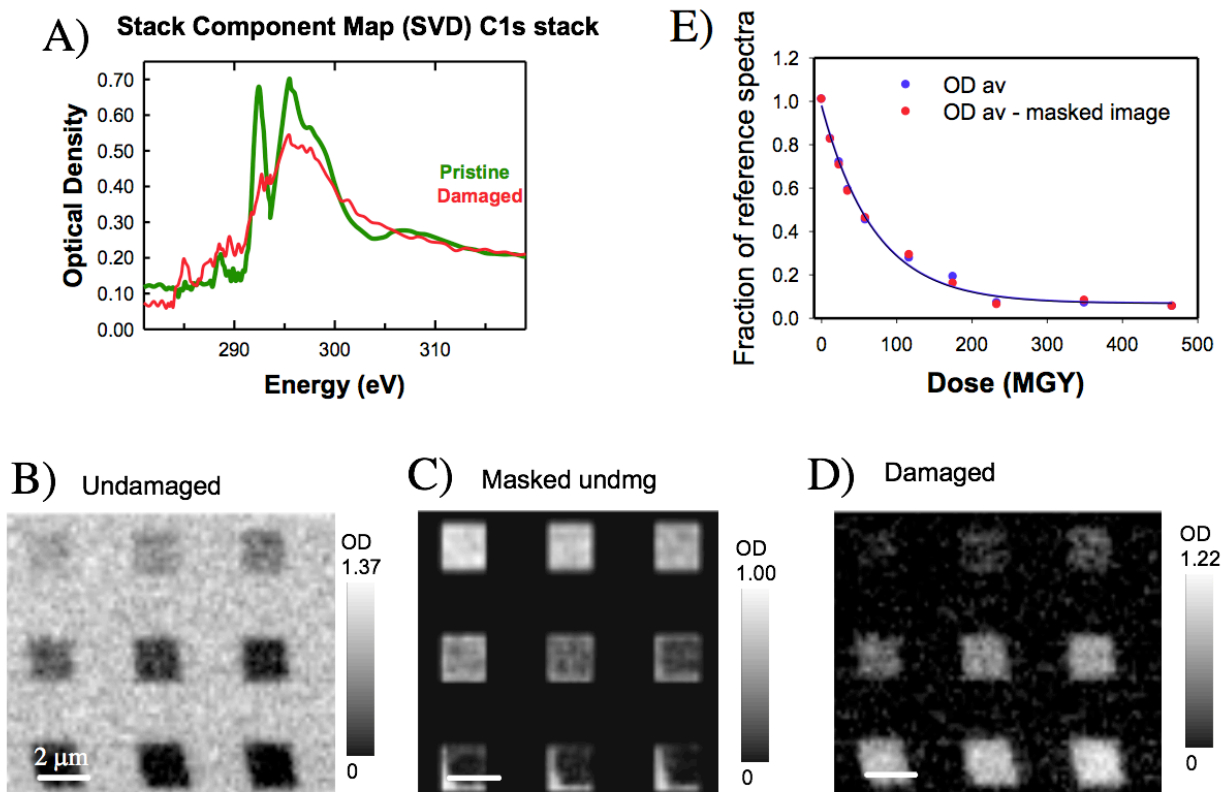 A) Stack Component Map (SVD) C1s stack
0.70
0.60
0.50
0.40
0.30
0.20
0.10
0.00
Optical Density
Pristine
Damaged
290 300 310
Energy (eV)
E)
Fraction of reference spectra
1.2
1.0
0.8
0.6
0.4
0.2
0.0
OD av
OD av - masked image
0 100 200 300 400 500
Dose (MGY)
B) Undamaged
OD
1.37
0
2 μm
C) Masked undmg
OD
1.00
0
D) Damaged
OD
1.22
0